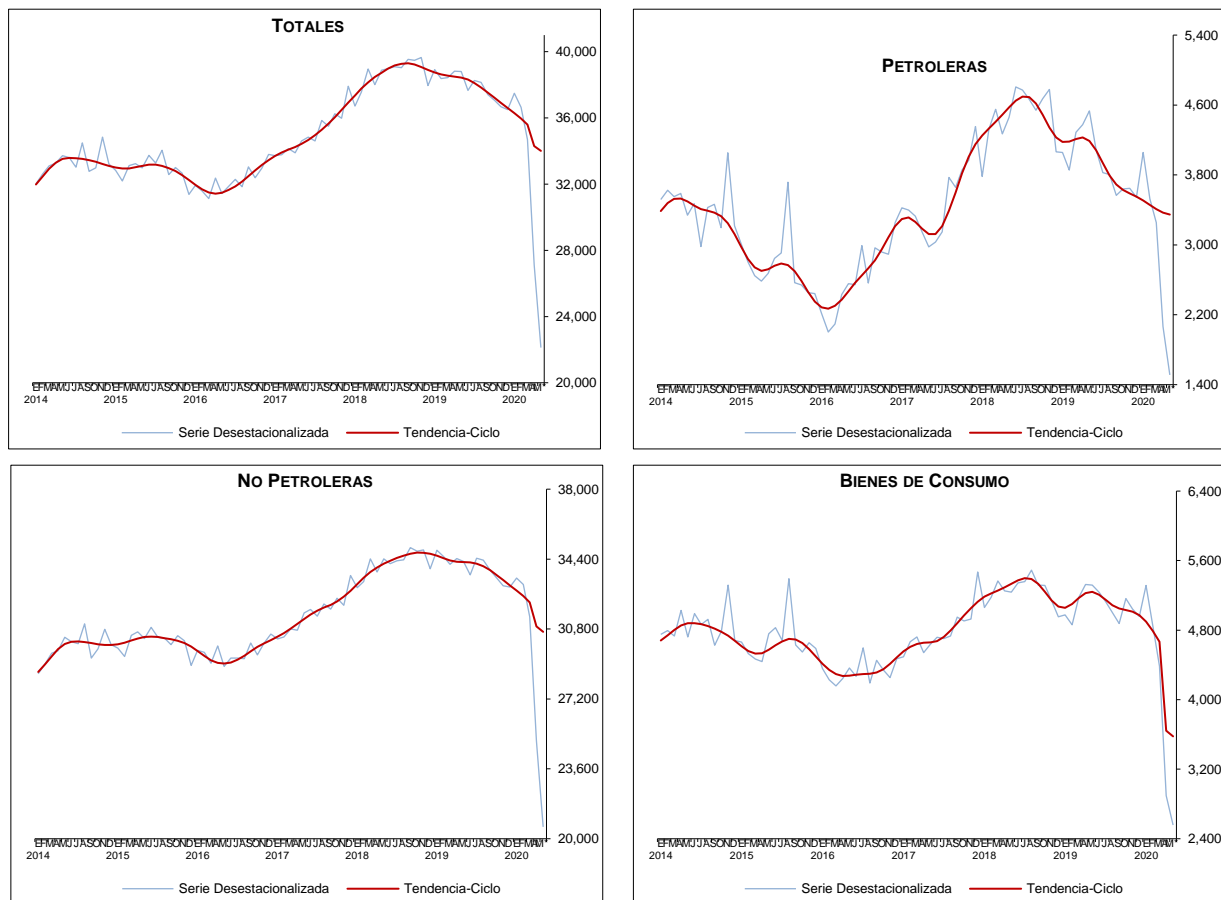 TOTALES
40,000
36,000
32,000
28,000
24,000
20,000
2014 2015 2016 2017 2018 2019 2020
Serie Desestacionalizada Tendencia-Ciclo
PETROLERAS
5,400
4,600
3,800
3,000
2,200
1,400
2014 2015 2016 2017 2018 2019 2020
Serie Desestacionalizada Tendencia-Ciclo
NO PETROLERAS
38,000
34,400
30,800
27,200
23,600
20,000
2014 2015 2016 2017 2018 2019 2020
Serie Desestacionalizada Tendencia-Ciclo
BIENES DE CONSUMO
6,400
5,600
4,800
4,000
3,200
2,400
2014 2015 2016 2017 2018 2019 2020
Serie Desestacionalizada Tendencia-Ciclo